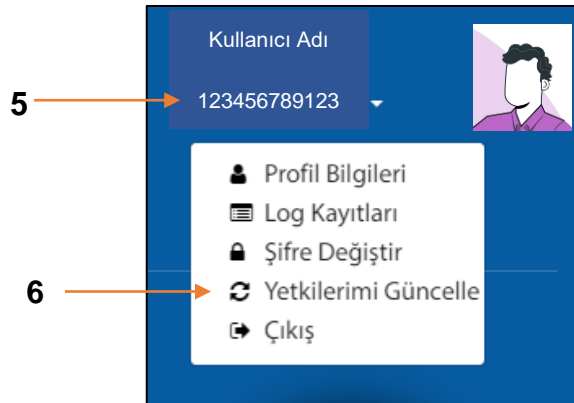 Kullanıcı Adı
5
123456789123
Profil Bilgileri
Log Kayıtları
Şifre Değiştir
6
Yetkilerimi Güncelle
Çıkış